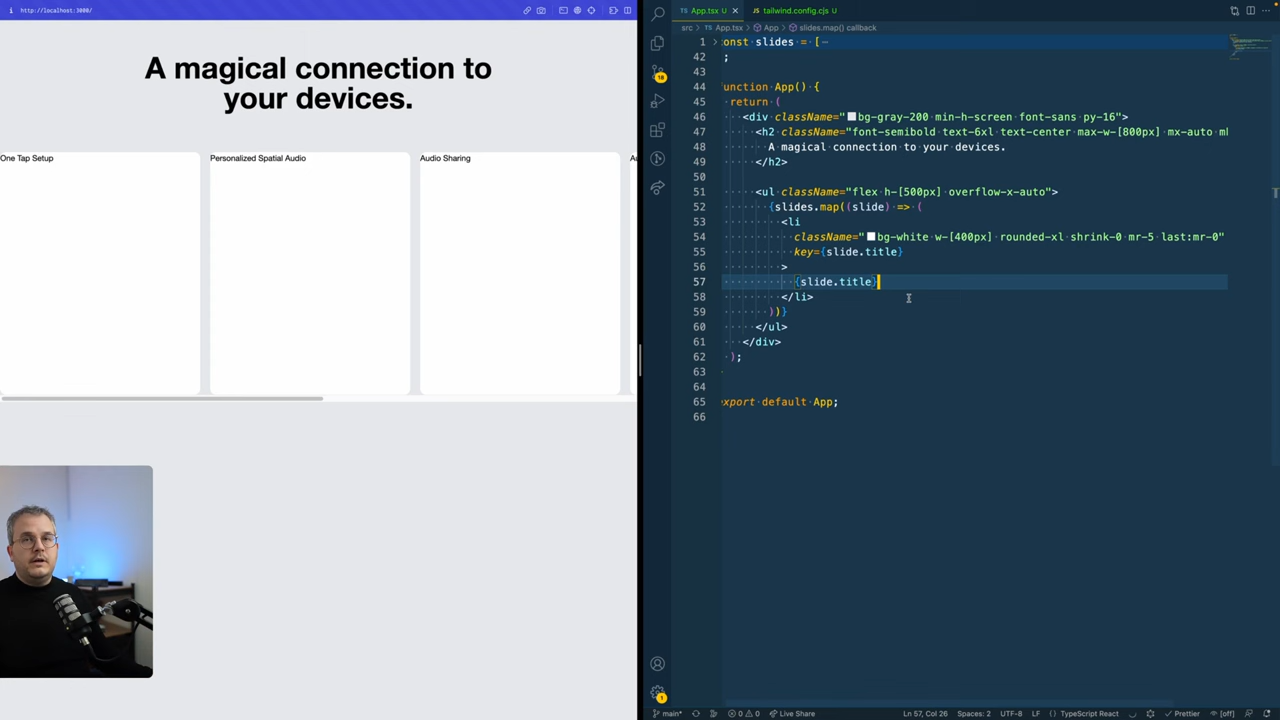 http://localhost:3000/
A magical connection to
your devices.
One Tap Setup
Personalized Spatial Audio
Audio Sharing
Au
App.tsx U
tailwind.config.cjs U
src > App.tsx > App > slides.map() callback
1 onst slides = [
42 ;
43
44 unction App() {
45 return (
46 <div className="bg-gray-200 min-h-screen font-sans py-16">
47 <h2 className="font-semibold text-6xl text-center max-w-[800px] mx-auto m
48 A magical connection to your devices.
49 </h2>
50
51 <ul className="flex h-[500px] overflow-x-auto">
52 {slides.map((slide) => (
53 <li
54 className="bg-white w-[400px] rounded-xl shrink-0 mr-5 last:mr-0"
55 key={slide.title}
56 >
57 {slide.title}
58 </li>
59 ))}
60 </ul>
61 </div>
62 );
63
64
65 export default App;
66
18
1
main*
0 0
Live Share
Ln 57, Col 26
Spaces: 2
UTF-8
LF
{} TypeScript React
Prettier
[off]